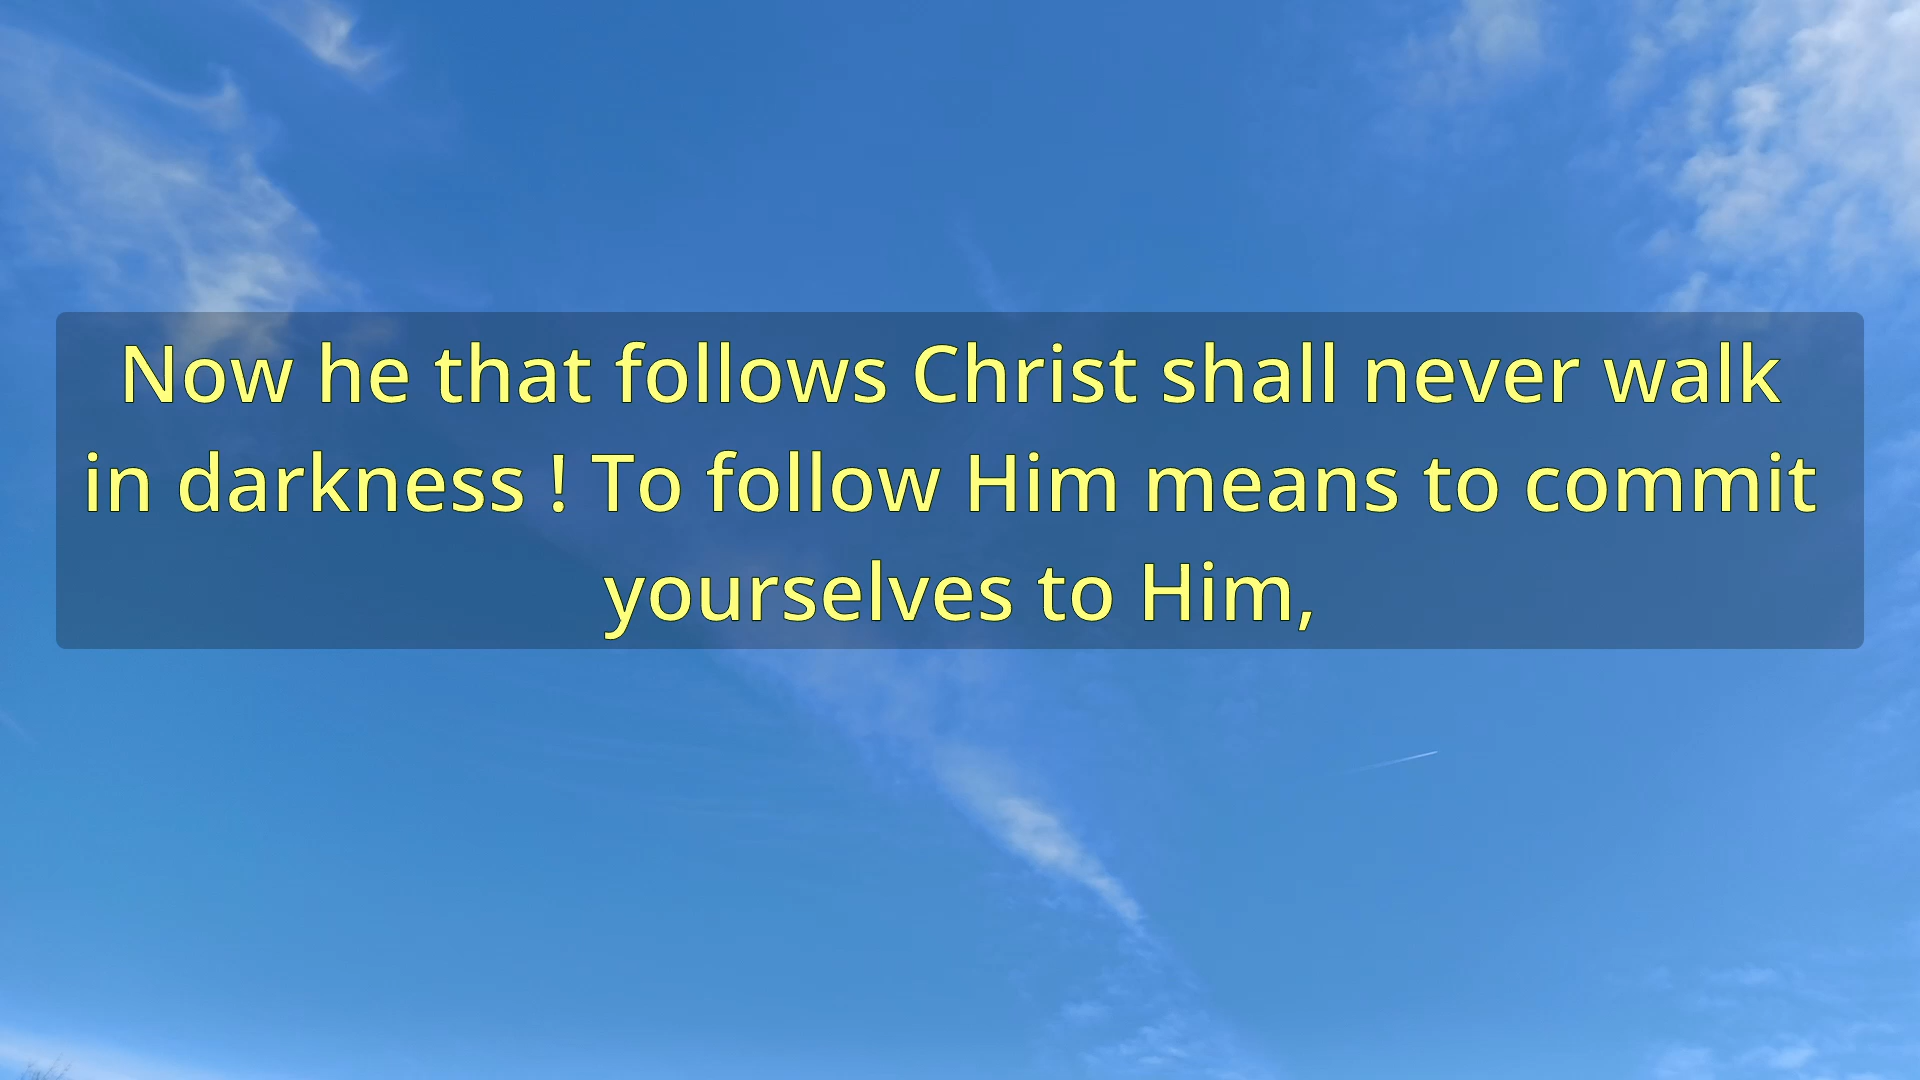 Now he that follows Christ shall never walk
in darkness ! To follow Him means to commit
yourselves to Him,